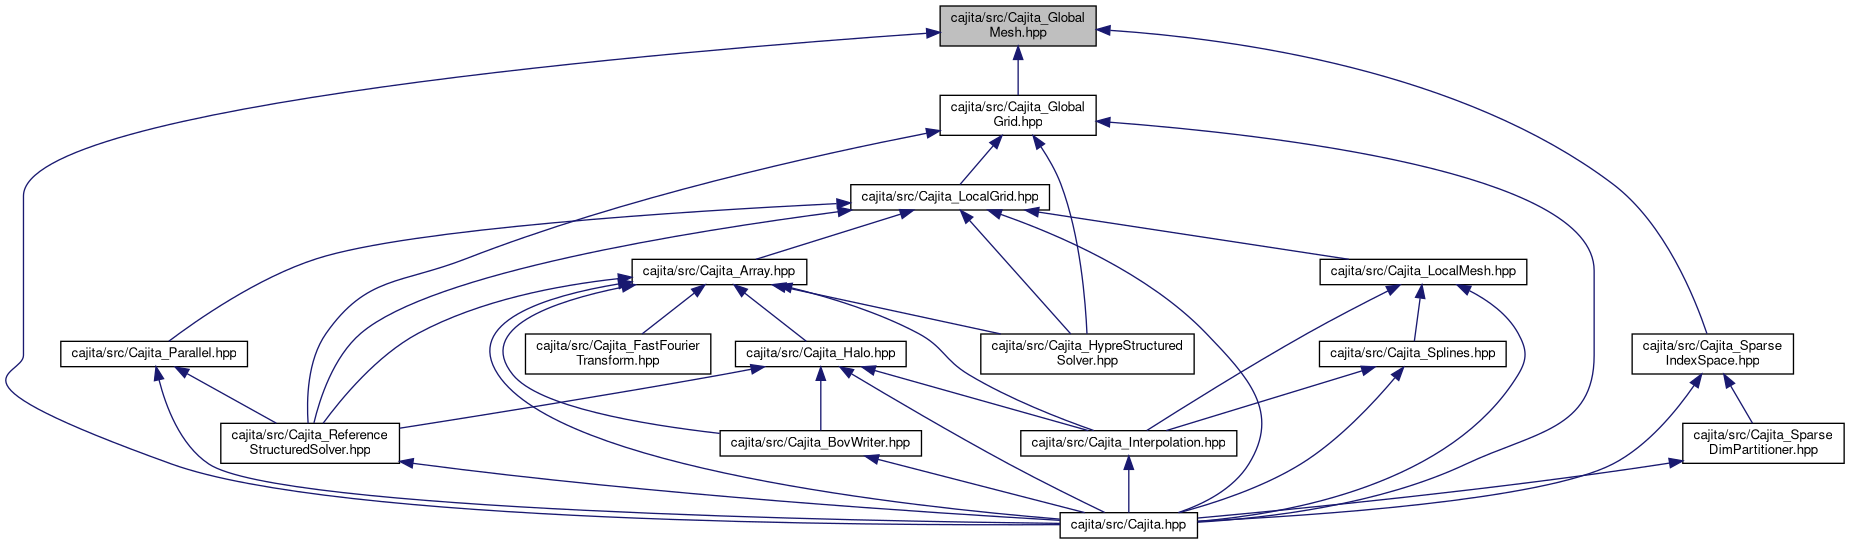 cajita/src/Cajita_Global
Mesh.hpp
cajita/src/Cajita_Global
Grid.hpp
cajita/src/Cajita_LocalGrid.hpp
cajita/src/Cajita_Array.hpp
cajita/src/Cajita_LocalMesh.hpp
cajita/src/Cajita_Parallel.hpp
cajita/src/Cajita_FastFourier
Transform.hpp
cajita/src/Cajita_Halo.hpp
cajita/src/Cajita_HypreStructured
Solver.hpp
cajita/src/Cajita_Splines.hpp
cajita/src/Cajita_Sparse
IndexSpace.hpp
cajita/src/Cajita_Reference
StructuredSolver.hpp
cajita/src/Cajita_BovWriter.hpp
cajita/src/Cajita_Interpolation.hpp
cajita/src/Cajita_Sparse
DimPartitioner.hpp
cajita/src/Cajita.hpp